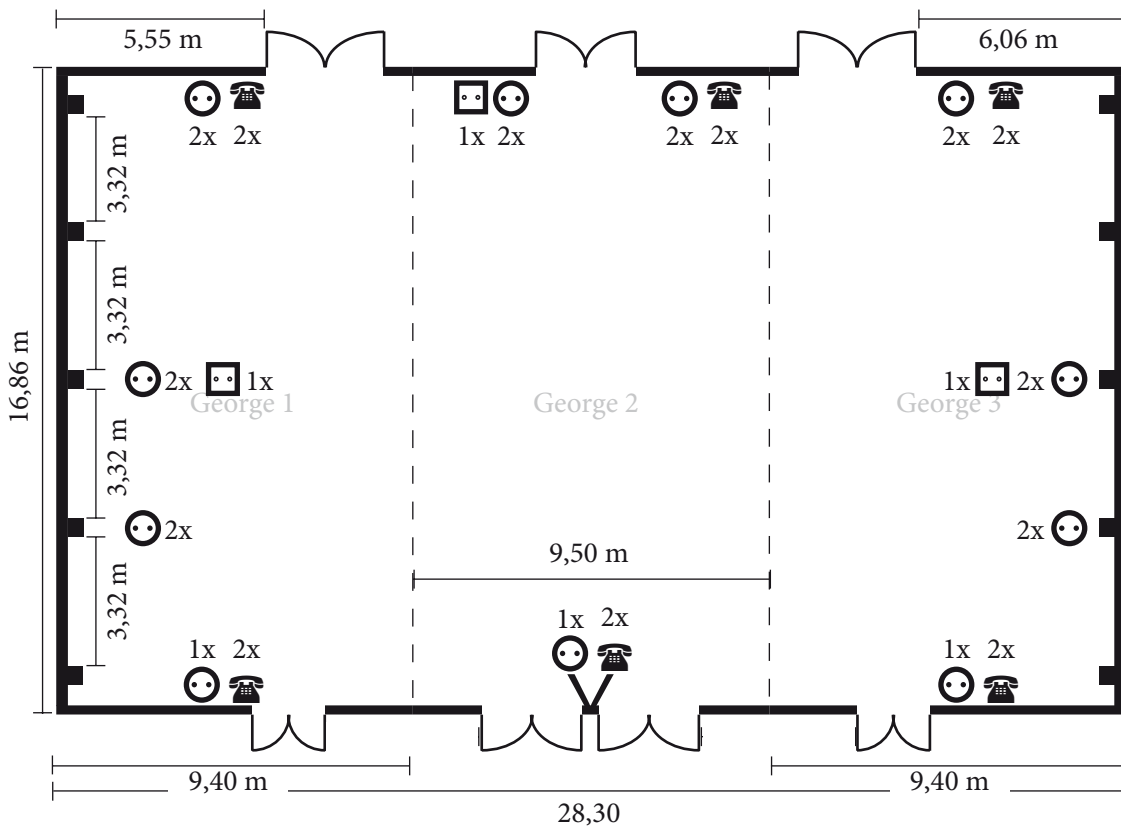 5,55 m
6,06 m
2x 2x
1x 2x
2x 2x
2x 2x
3,32 m
3,32 m
16,86 m
2x
1x
1x
2x
George 1
George 2
George 3
3,32 m
2x
2x
9,50 m
3,32 m
1x 2x
1x 2x
1x 2x
9,40 m
9,40 m
28,30